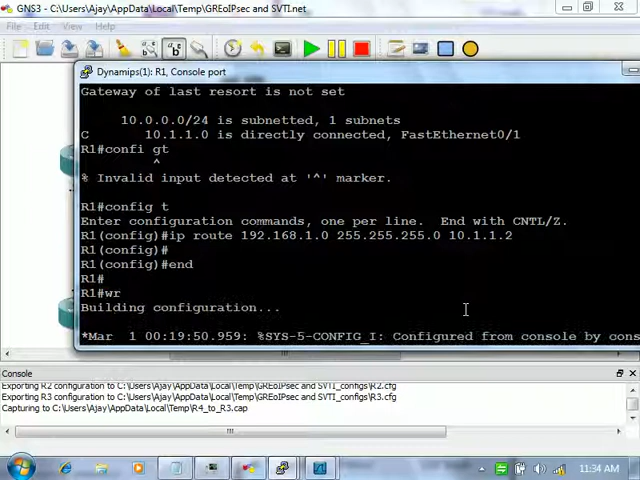 GNS3 - C:\Users\Ajay\AppData\Local\Temp\GREoIPsec and SVTI.net
File Edit View Help
Dynamips(1): R1, Console port
Gateway of last resort is not set
10.0.0.0/24 is subnetted, 1 subnets
C 10.1.1.0 is directly connected, FastEthernet0/1
R1#confi gt
^
% Invalid input detected at '^' marker.
R1#config t
Enter configuration commands, one per line. End with CNTL/Z.
R1(config)#ip route 192.168.1.0 255.255.255.0 10.1.1.2
R1(config)#
R1(config)#end
R1#
R1#wr
Building configuration...
*Mar 1 00:19:50.959: %SYS-5-CONFIG_I: Configured from console by cons
Console
Exporting R2 configuration to C:\Users\Ajay\AppData\Local\Temp\GREoIPsec and SVTI_configs\R2.cfg
Exporting R3 configuration to C:\Users\Ajay\AppData\Local\Temp\GREoIPsec and SVTI_configs\R3.cfg
Capturing to C:\Users\Ajay\AppData\Local\Temp\R4_to_R3.cap
11:34 AM